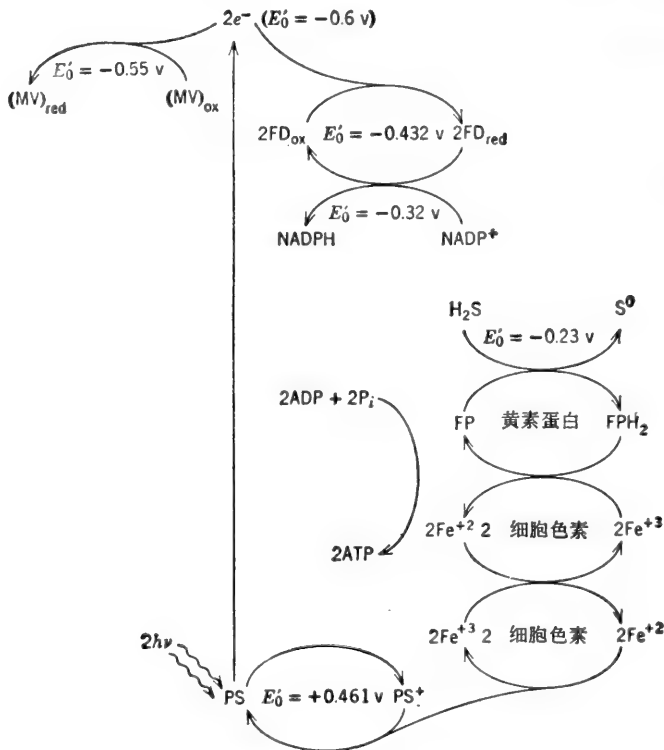 2e⁻ (E₀′ = −0.6 v)
E₀′ = −0.55 v
(MV)red (MV)ox
2FDox E₀′ = −0.432 v 2FDred
E₀′ = −0.32 v
NADPH NADP⁺
H₂S S⁰
E₀′ = −0.23 v
2ADP + 2Pᵢ
FP 黄素蛋白 FPH₂
2Fe⁺² 2 细胞色素 2Fe⁺³
2ATP
2hν
2Fe⁺³ 2 细胞色素 2Fe⁺²
PS E₀′ = +0.461 v PS⁺